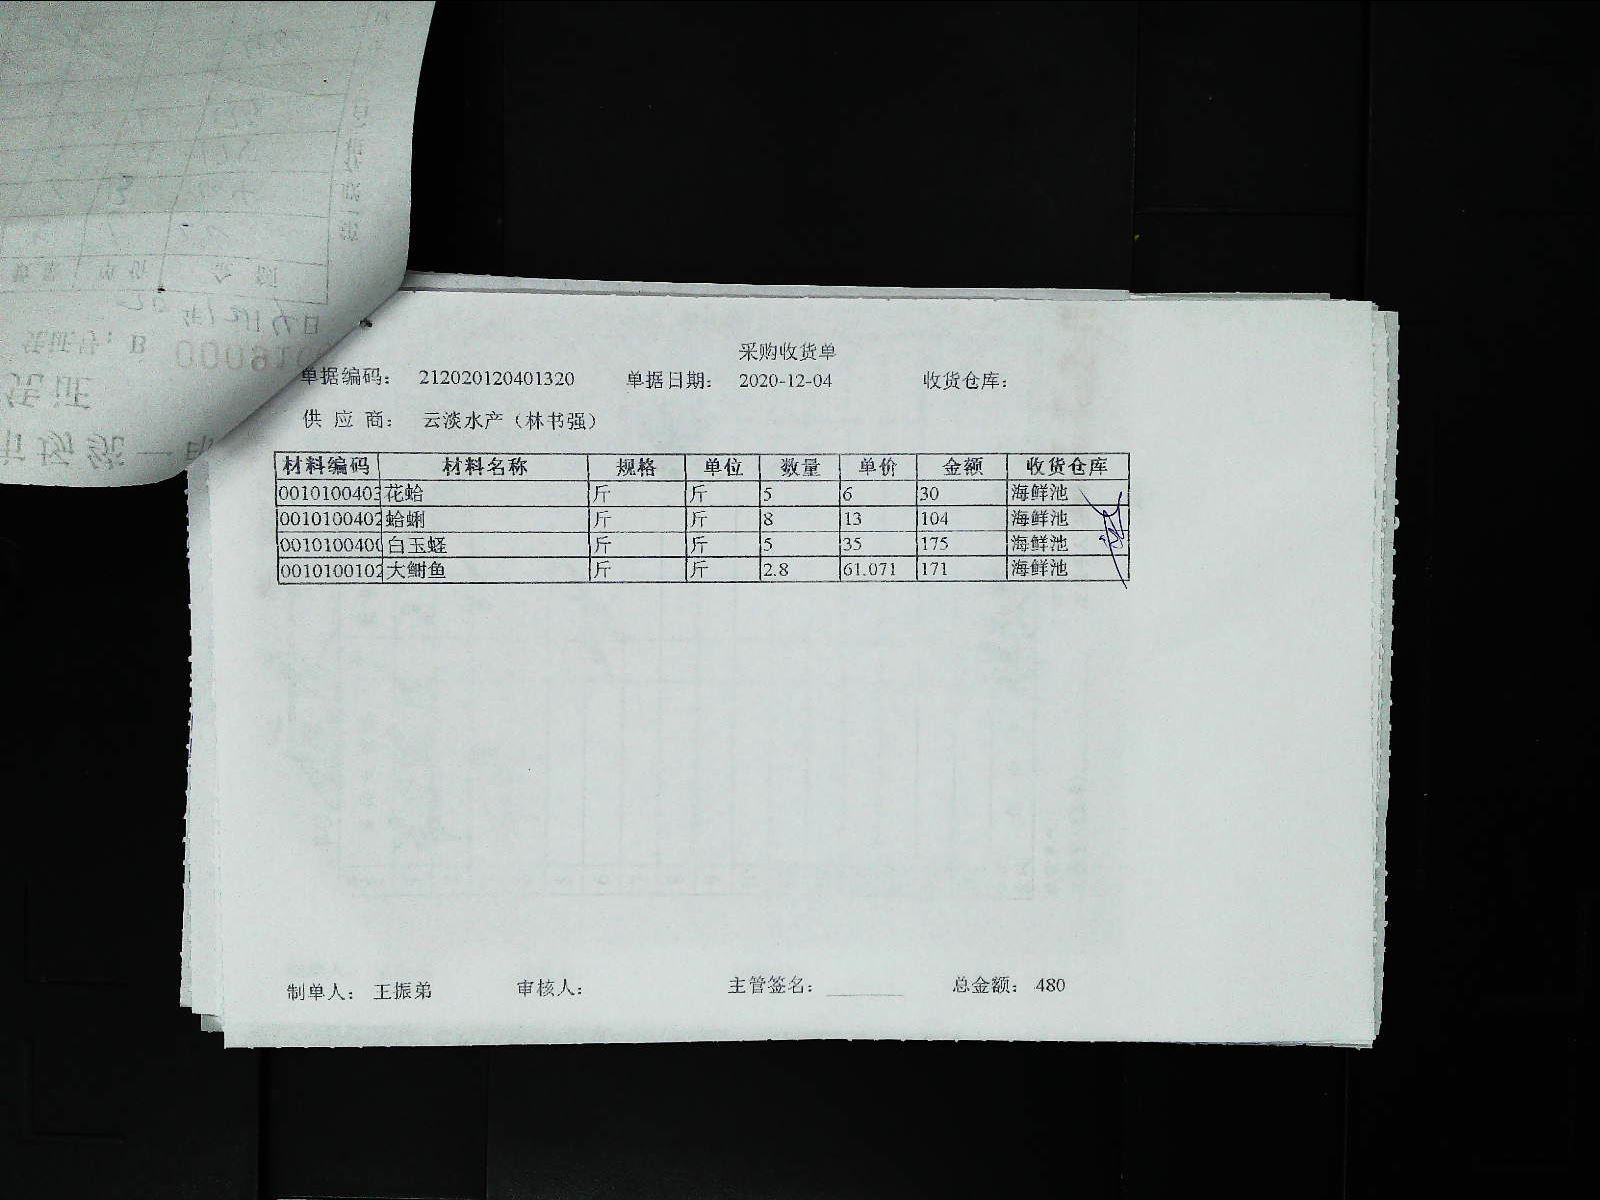 采购收货单
单据编码： 212020120401320 单据日期： 2020-12-04 收货仓库：
供 应 商： 云淡水产（林书强）
材料编码 材料名称 规格 单位 数量 单价 金额 收货仓库
0010100403 花蛤 斤 斤 5 6 30 海鲜池
0010100402 蛤蜊 斤 斤 8 13 104 海鲜池
001010040 白玉蛏 斤 斤 5 35 175 海鲜池
0010100102 大鲋鱼 斤 斤 2.8 61.071 171 海鲜池
制单人： 王振弟 审核人： 主管签名： 总金额： 480